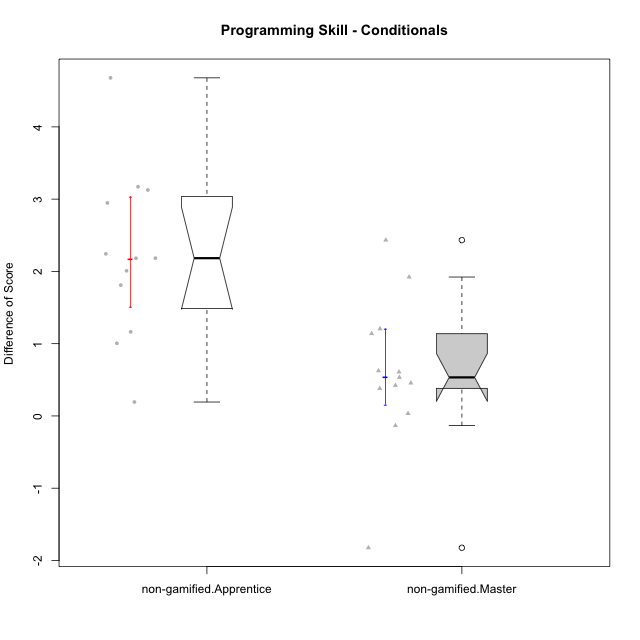 Programming Skill - Conditionals
Difference of Score
4
3
2
1
0
-1
-2
non-gamified.Apprentice
non-gamified.Master